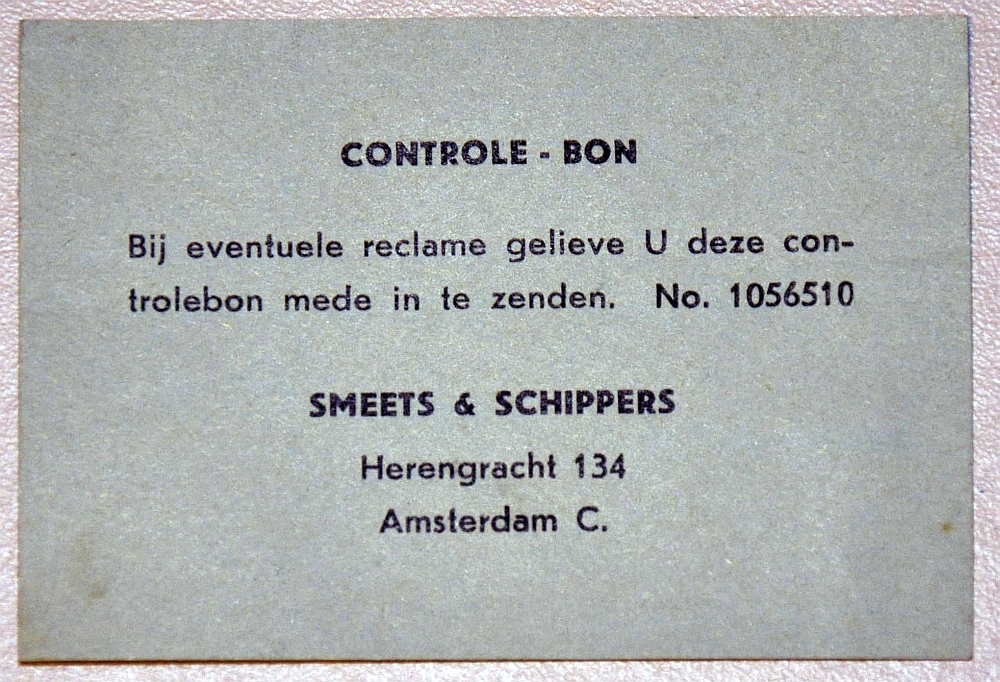 CONTROLE - BON
Bij eventuele reclame gelieve U deze con-
trolebon mede in te zenden. No. 1056510
SMEETS & SCHIPPERS
Herengracht 134
Amsterdam C.